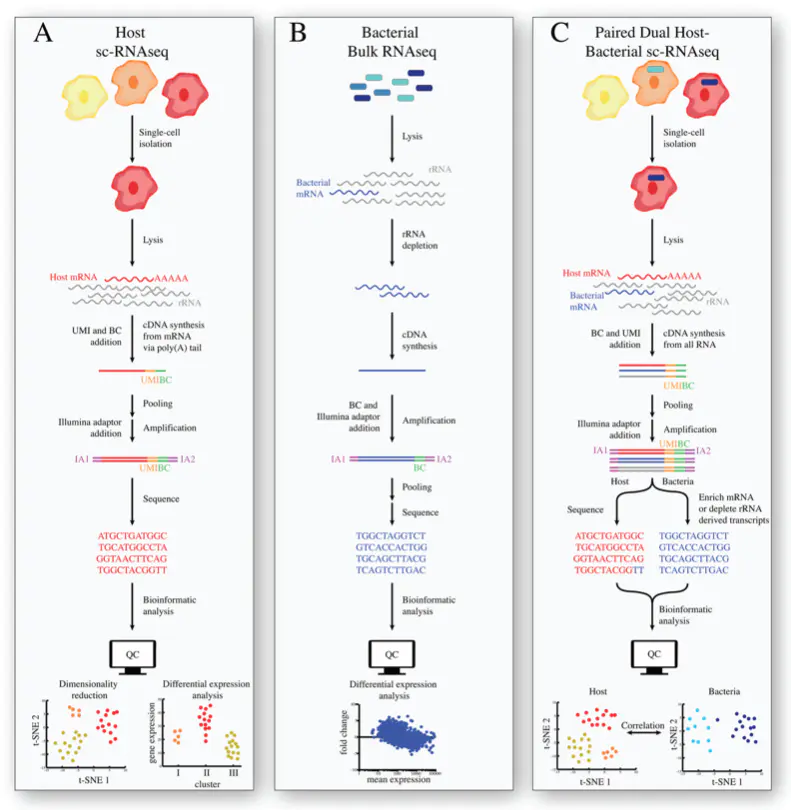 A
Host
sc-RNAseq
Single-cell
isolation
Lysis
Host mRNA
AAAAA
rRNA
UMI and BC
addition
cDNA synthesis
from mRNA
via poly(A) tail
UMIBC
Pooling
Illumina adaptor
addition
Amplification
IA1
IA2
UMIBC
Sequence
ATGCTGATGGC
TGCATGGCCTA
GGTAACTTCAG
TGGCTACGGTT
Bioinformatic
analysis
QC
Dimensionality
reduction
t-SNE 2
t-SNE 1
Differential expression
analysis
gene expression
I II III
cluster
B
Bacterial
Bulk RNAseq
Lysis
rRNA
Bacterial
mRNA
rRNA
depletion
cDNA
synthesis
BC and
Illumina adaptor
addition
Amplification
IA1
IA2
BC
Pooling
Sequence
TGGCTAGGTCT
GTCACCACTGG
TGCAGCTTACG
TCAGTCTTGAC
Bioinformatic
analysis
QC
Differential expression
analysis
fold change
mean expression
C
Paired Dual Host-
Bacterial sc-RNAseq
Single-cell
isolation
Lysis
Host mRNA
AAAAA
Bacterial
mRNA
rRNA
BC and UMI
addition
cDNA synthesis
from all RNA
UMIBC
Pooling
Illumina adaptor
addition
Amplification
UMIBC
IA1
IA2
Host
Bacteria
Sequence
Enrich mRNA
or deplete rRNA
derived transcripts
ATGCTGATGGC
TGCATGGCCTA
GGTAACTTCAG
TGGCTACGGTT
TGGCTAGGTCT
GTCACCACTGG
TGCAGCTTACG
TCAGTCTTGAC
Bioinformatic
analysis
QC
Host
t-SNE 2
t-SNE 1
Correlation
Bacteria
t-SNE 2
t-SNE 1